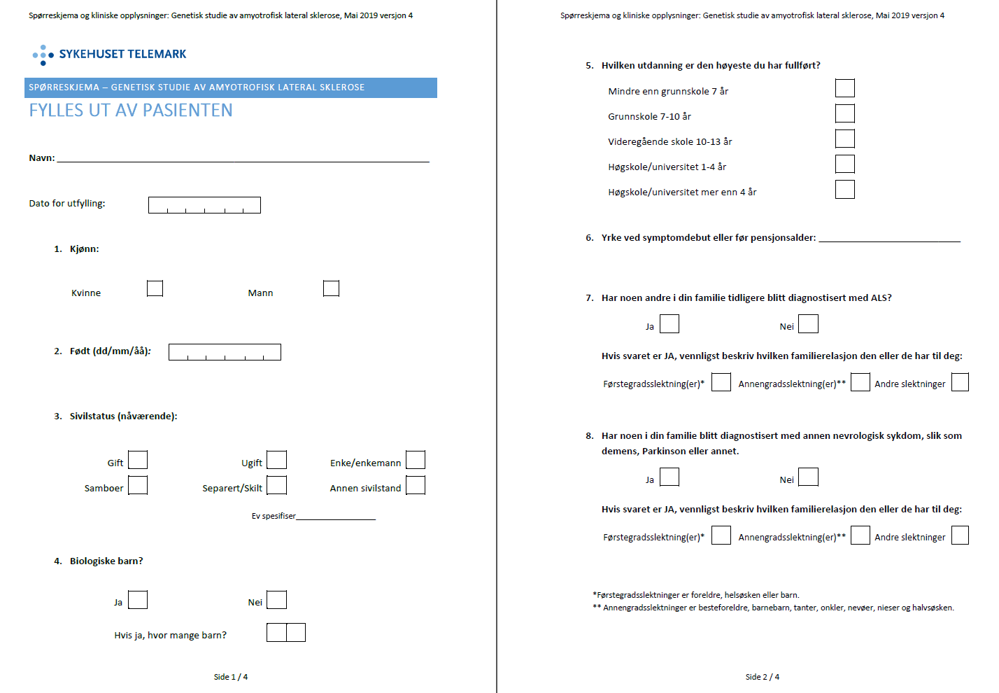 Spørreskjema og kliniske opplysninger: Genetisk studie av amyotrofisk lateral sklerose, Mai 2019 versjon 4
SYKEHUSET TELEMARK
SPØRRESKJEMA – GENETISK STUDIE AV AMYOTROFISK LATERAL SKLEROSE
FYLLES UT AV PASIENTEN
Navn:
Dato for utfylling:
1. Kjønn:
Kvinne Mann
2. Født (dd/mm/åå):
3. Sivilstatus (nåværende):
Gift Ugift Enke/enkemann
Samboer Separert/Skilt Annen sivilstand
Ev spesifiser
4. Biologiske barn?
Ja Nei
Hvis ja, hvor mange barn?
Side 1 / 4
Spørreskjema og kliniske opplysninger: Genetisk studie av amyotrofisk lateral sklerose, Mai 2019 versjon 4
5. Hvilken utdanning er den høyeste du har fullført?
Mindre enn grunnskole 7 år
Grunnskole 7-10 år
Videregående skole 10-13 år
Høgskole/universitet 1-4 år
Høgskole/universitet mer enn 4 år
6. Yrke ved symptomdebut eller før pensjonsalder:
7. Har noen andre i din familie tidligere blitt diagnostisert med ALS?
Ja Nei
Hvis svaret er JA, vennligst beskriv hvilken familierelasjon den eller de har til deg:
Førstegradsslektning(er)* Annengradsslektning(er)** Andre slektninger
8. Har noen i din familie blitt diagnostisert med annen nevrologisk sykdom, slik som
demens, Parkinson eller annet.
Ja Nei
Hvis svaret er JA, vennligst beskriv hvilken familierelasjon den eller de har til deg:
Førstegradsslektning(er)* Annengradsslektning(er)** Andre slektninger
*Førstegradsslektninger er foreldre, helsøsken eller barn.
** Annengradsslektninger er besteforeldre, barnebarn, tanter, onkler, nevøer, nieser og halvsøsken.
Side 2 / 4